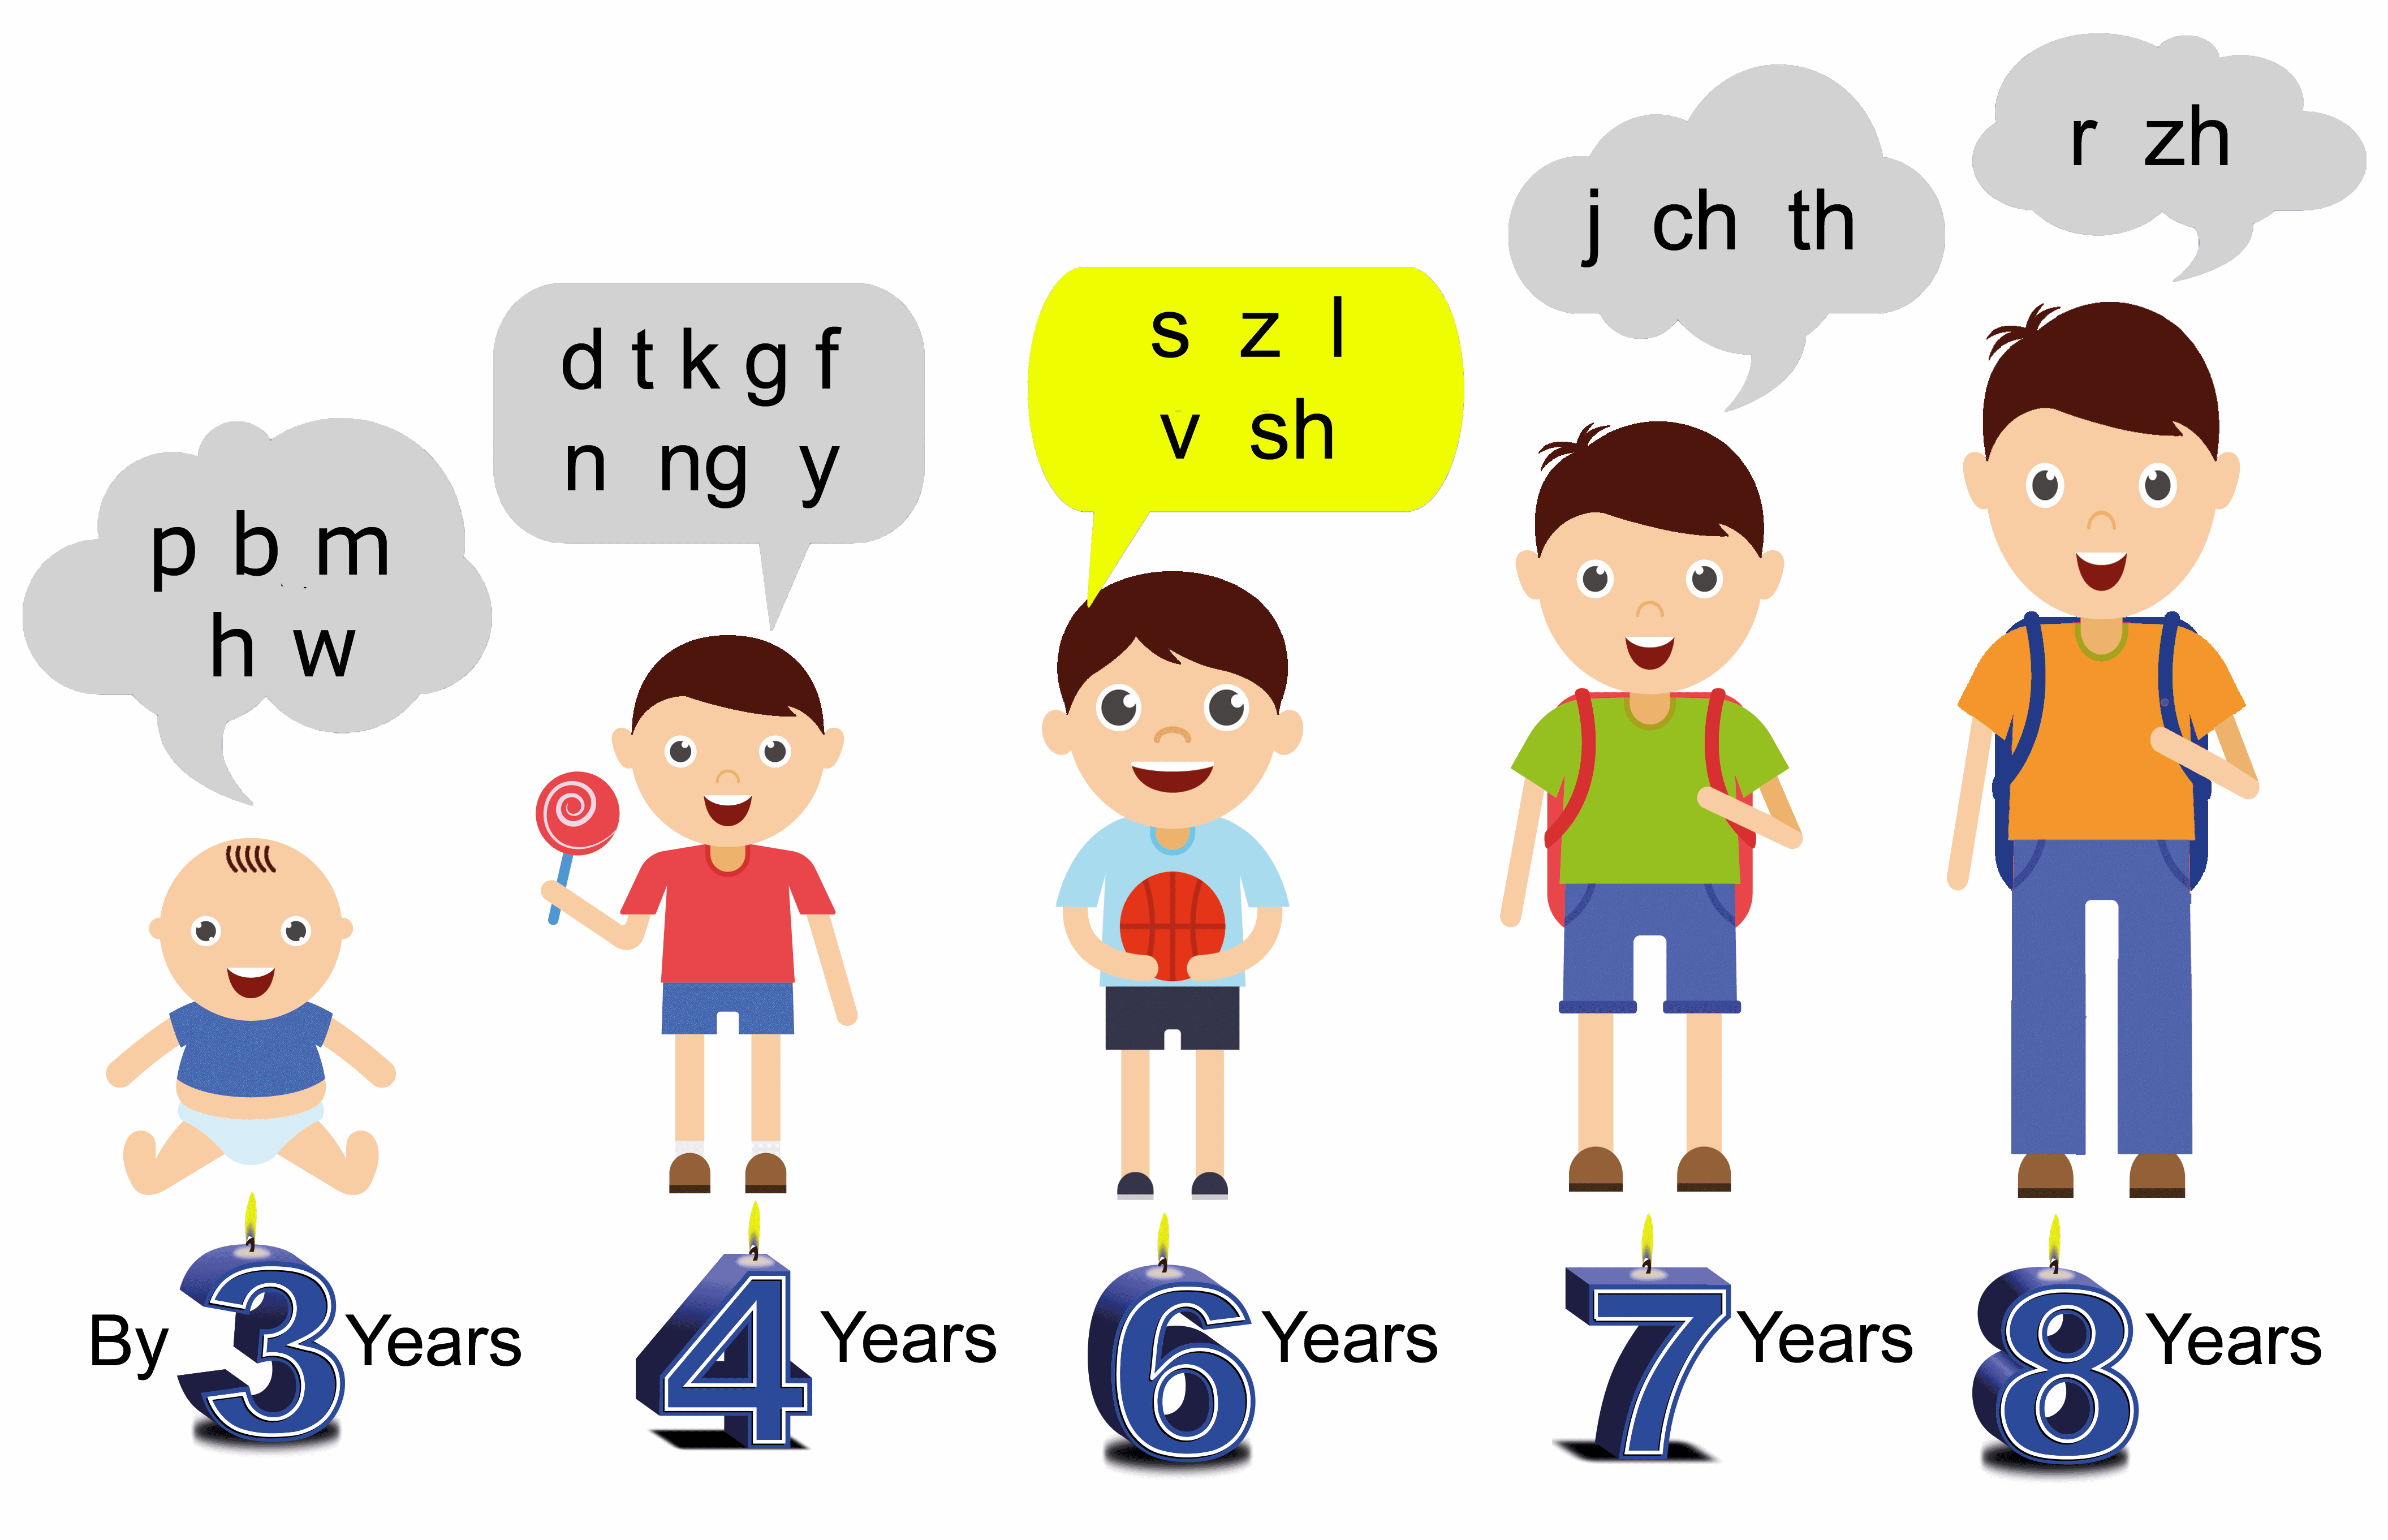 p b m
h w
d t k g f
n ng y
s z l
v sh
j ch th
r zh
By 3 Years
4 Years
6 Years
7 Years
8 Years